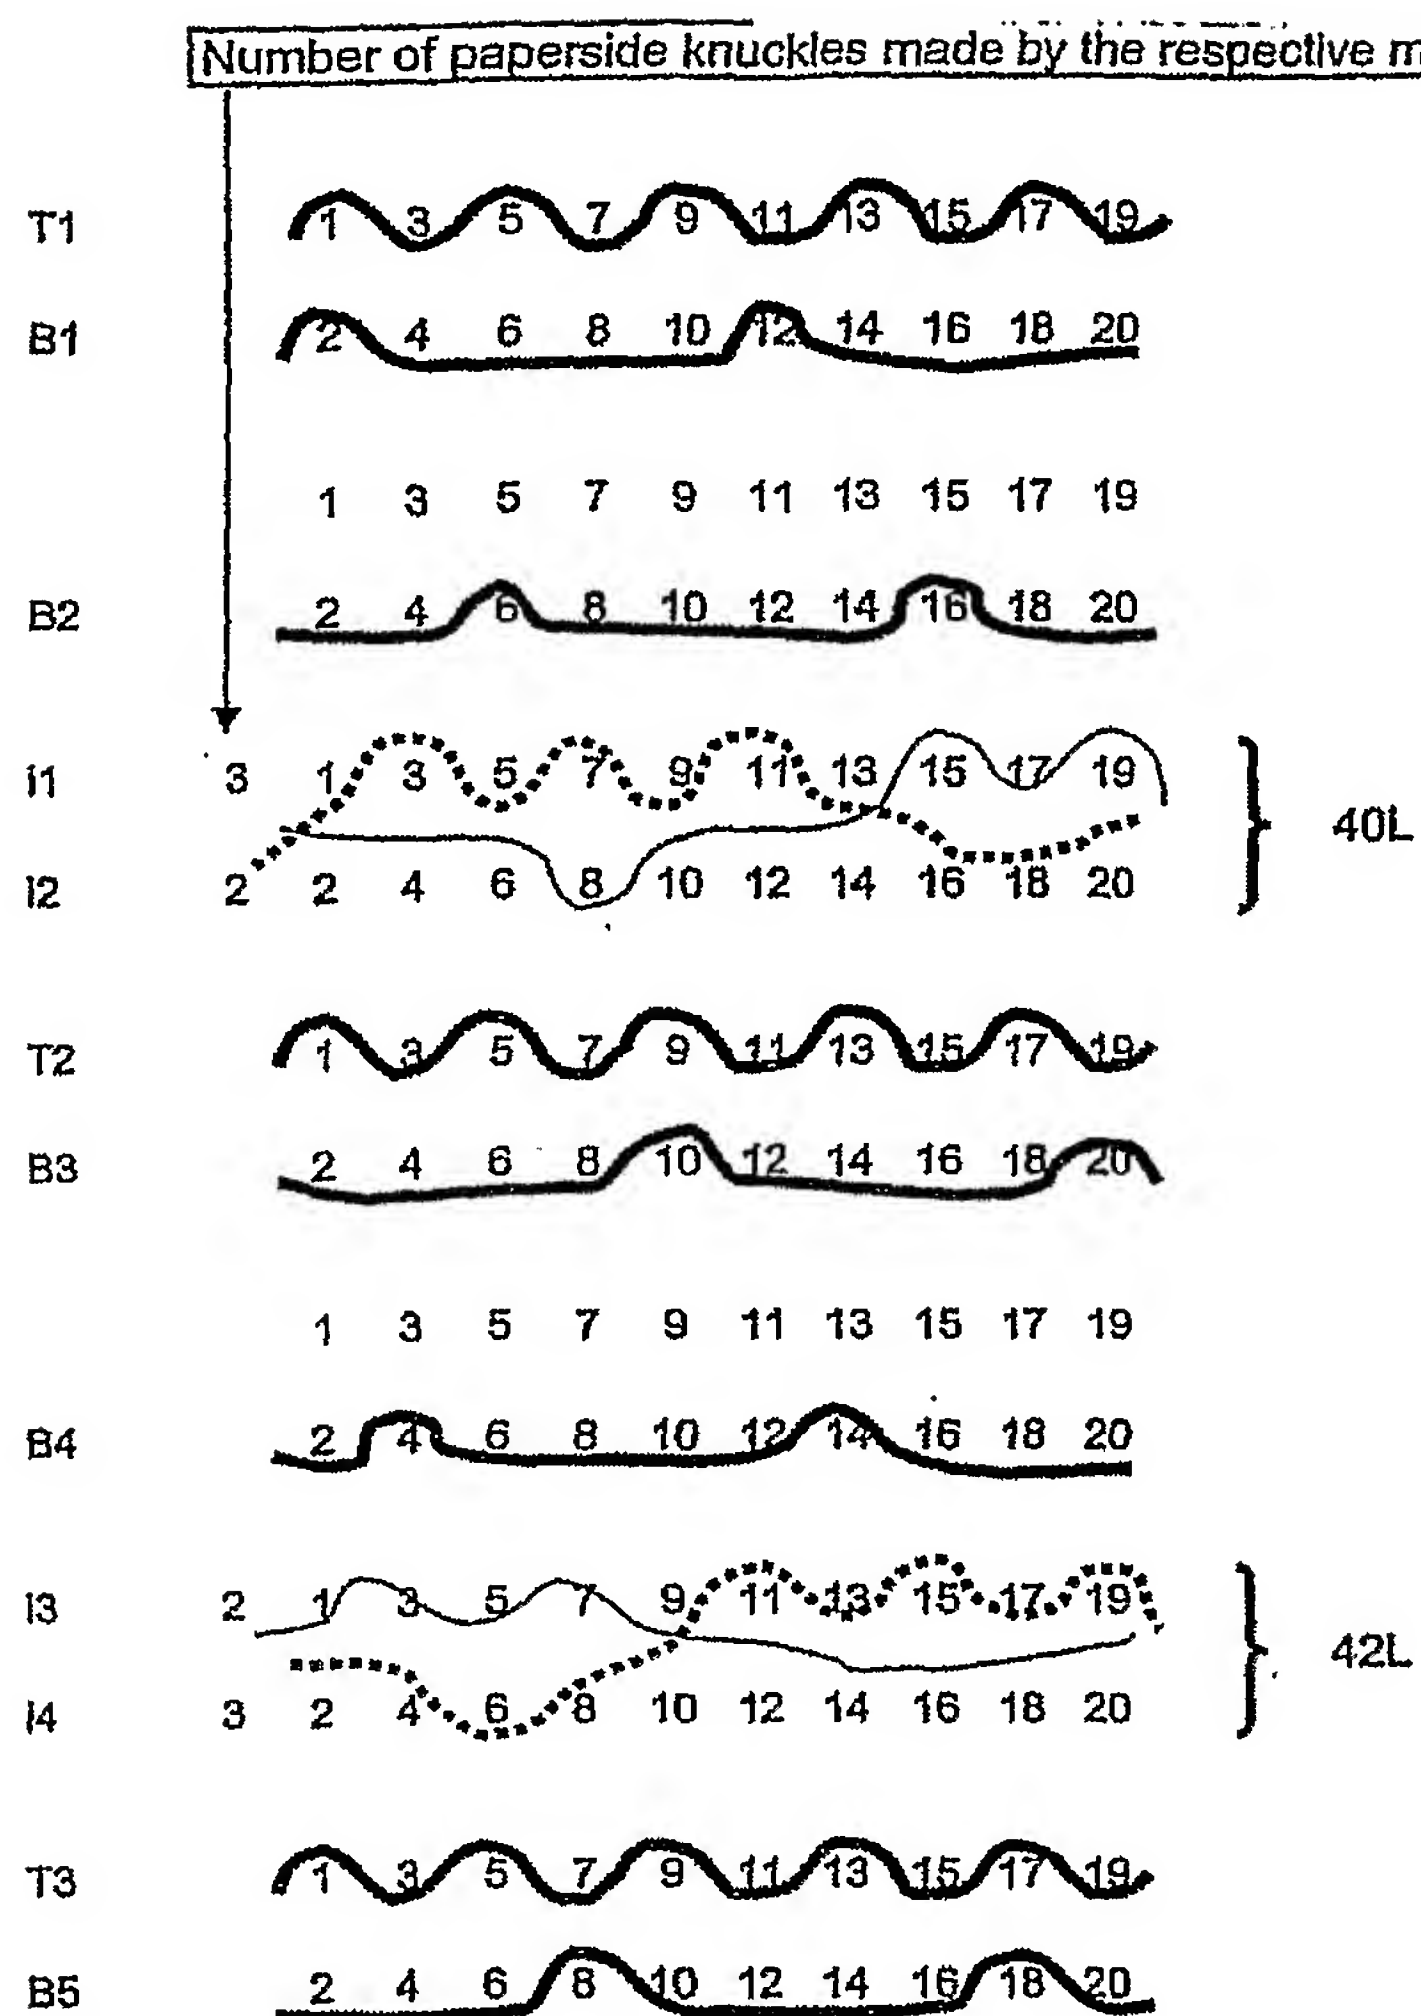 Number of paperside knuckles made by the respective
T1 1 3 5 7 9 11 13 15 17 19
B1 2 4 6 8 10 12 14 16 18 20
1 3 5 7 9 11 13 15 17 19
B2 2 4 6 8 10 12 14 16 18 20
I1 3 1 3 5 7 9 11 13 15 17 19
40L
I2 2 2 4 6 8 10 12 14 16 18 20
T2 1 3 5 7 9 11 13 15 17 19
B3 2 4 6 8 10 12 14 16 18 20
1 3 5 7 9 11 13 15 17 19
B4 2 4 6 8 10 12 14 16 18 20
I3 2 1 3 5 7 9 11 13 15 17 19
42L
I4 3 2 4 6 8 10 12 14 16 18 20
T3 1 3 5 7 9 11 13 15 17 19
B5 2 4 6 8 10 12 14 16 18 20